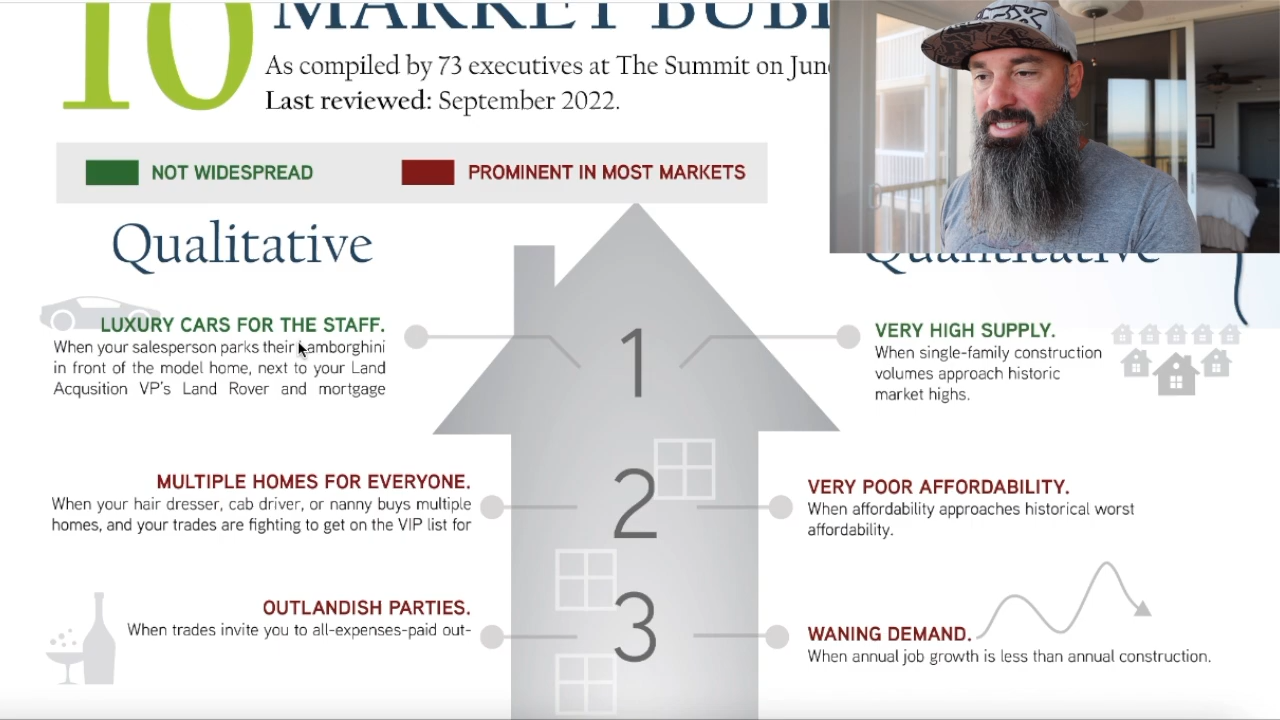 10 MARKET BUBB
As compiled by 73 executives at The Summit on June
Last reviewed: September 2022.
NOT WIDESPREAD
PROMINENT IN MOST MARKETS
Qualitative
Quantitative
LUXURY CARS FOR THE STAFF.
When your salesperson parks their Lamborghini
in front of the model home, next to your Land
Acqusition VP's Land Rover and mortgage
1
VERY HIGH SUPPLY.
When single-family construction
volumes approach historic
market highs.
MULTIPLE HOMES FOR EVERYONE.
When your hair dresser, cab driver, or nanny buys multiple
homes, and your trades are fighting to get on the VIP list for
2
VERY POOR AFFORDABILITY.
When affordability approaches historical worst
affordability.
OUTLANDISH PARTIES.
When trades invite you to all-expenses-paid out-
3
WANING DEMAND.
When annual job growth is less than annual construction.